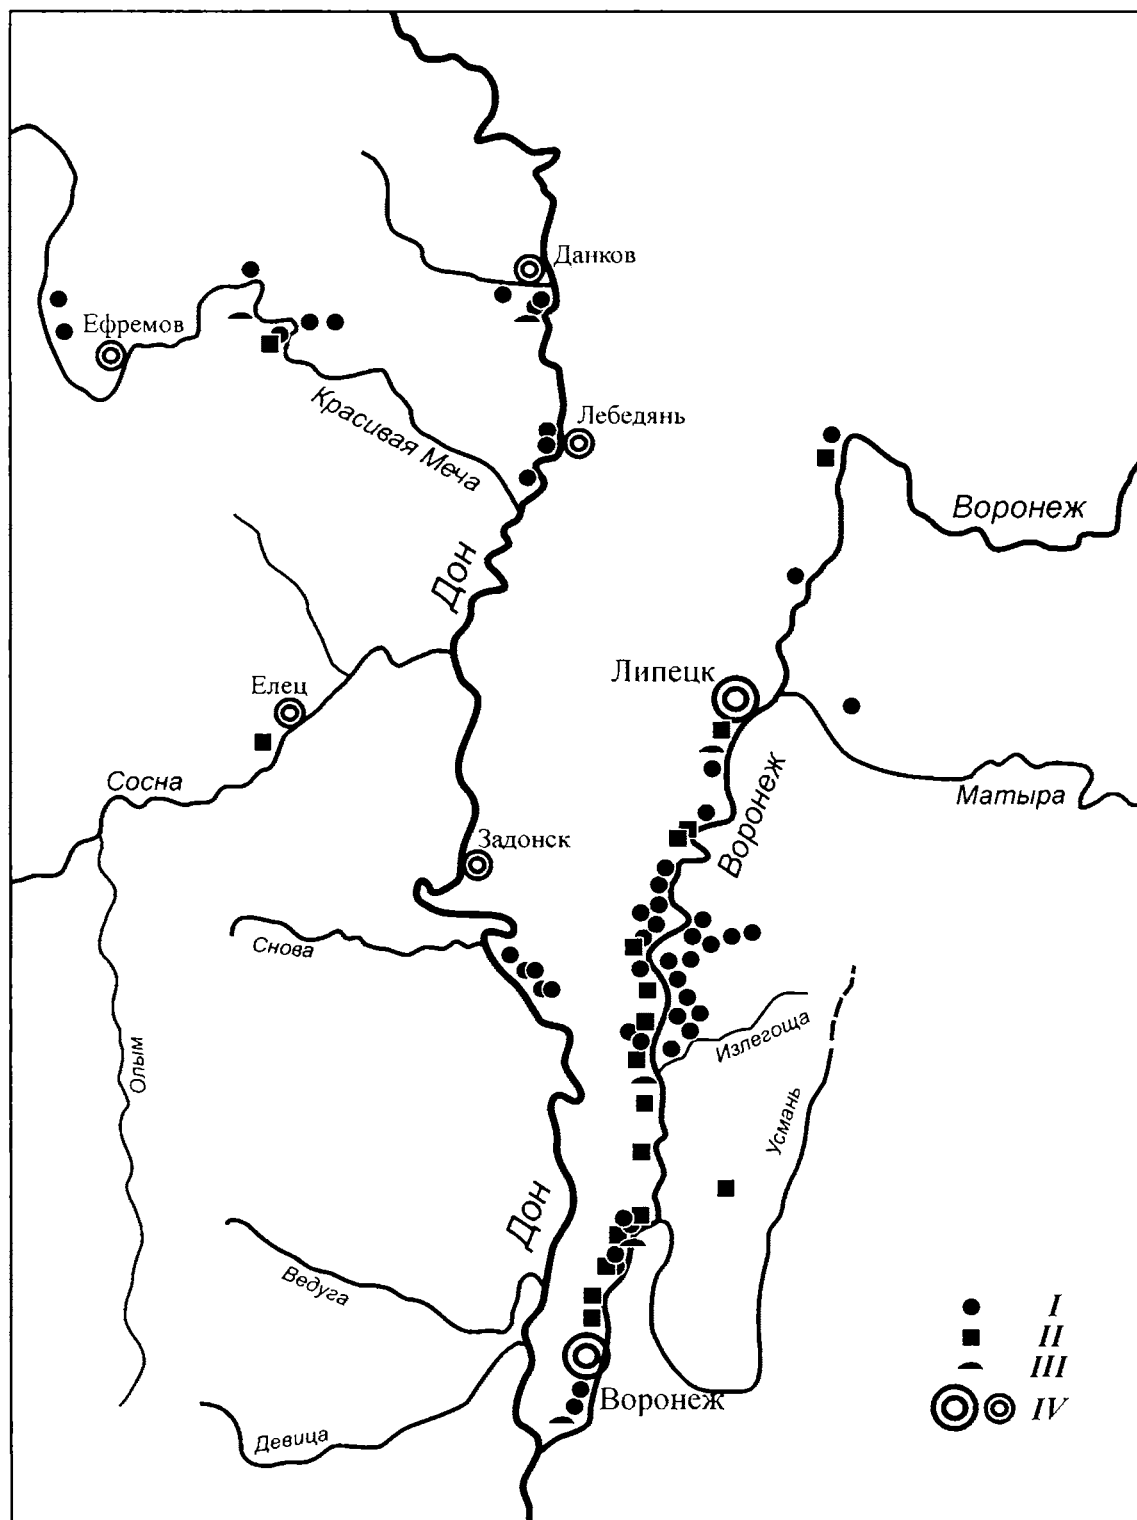 Данков
Ефремов
Красивая Меча
Лебедянь
Воронеж
Дон
Липецк
Елец
Сосна
Матыра
Воронеж
Задонск
Снова
Излегоща
Олым
Усмань
Дон
Ведуга
I
II
III
IV
Воронеж
Девица